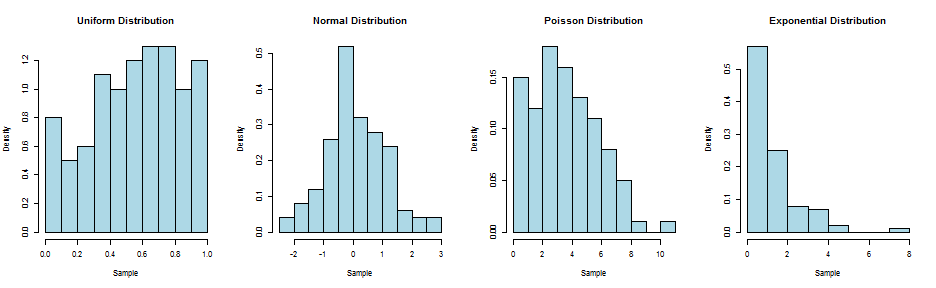 Uniform Distribution
Density
0.0 0.2 0.4 0.6 0.8 1.0 1.2
0.0 0.2 0.4 0.6 0.8 1.0
Sample
Normal Distribution
Density
0.0 0.1 0.2 0.3 0.4 0.5
-2 -1 0 1 2 3
Sample
Poisson Distribution
Density
0.00 0.05 0.10 0.15
0 2 4 6 8 10
Sample
Exponential Distribution
Density
0.0 0.1 0.2 0.3 0.4 0.5
0 2 4 6 8
Sample